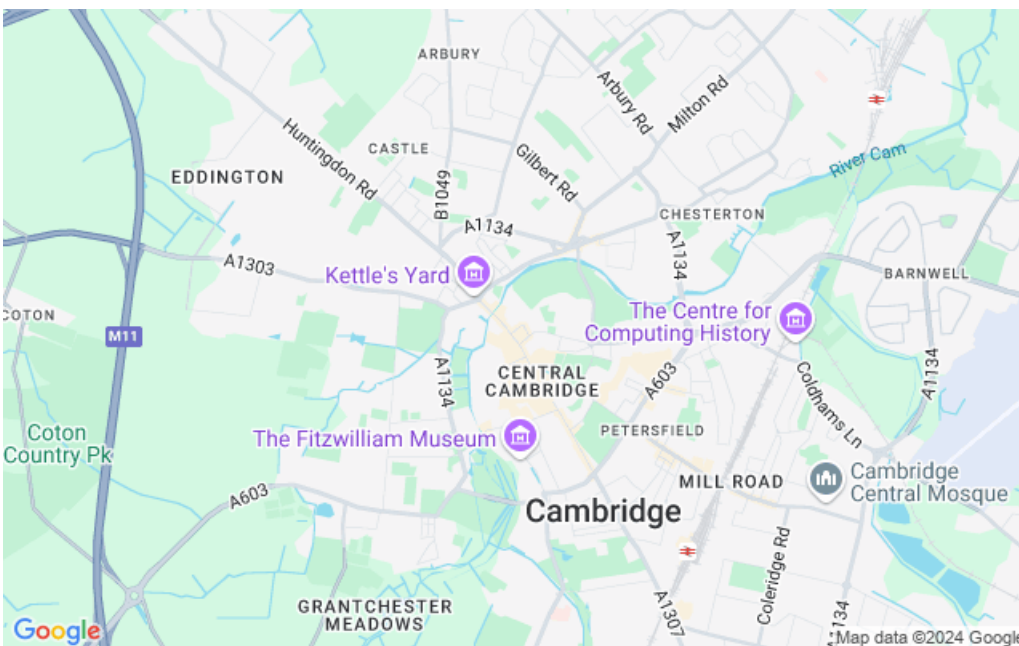 ARBURY
Arbury Rd
Milton Rd
Huntingdon Rd
CASTLE
Gilbert Rd
River Cam
EDDINGTON
B1049
CHESTERTON
A1134
A1134
A1303
Kettle's Yard
BARNWELL
COTON
M11
The Centre for
Computing History
A1134
CENTRAL
CAMBRIDGE
A603
A1134
Coldhams Ln
Coton
Country Pk
The Fitzwilliam Museum
PETERSFIELD
A603
MILL ROAD
Cambridge
Central Mosque
Cambridge
Coleridge Rd
GRANTCHESTER
MEADOWS
A1307
A1134
Google
Map data ©2024 Google